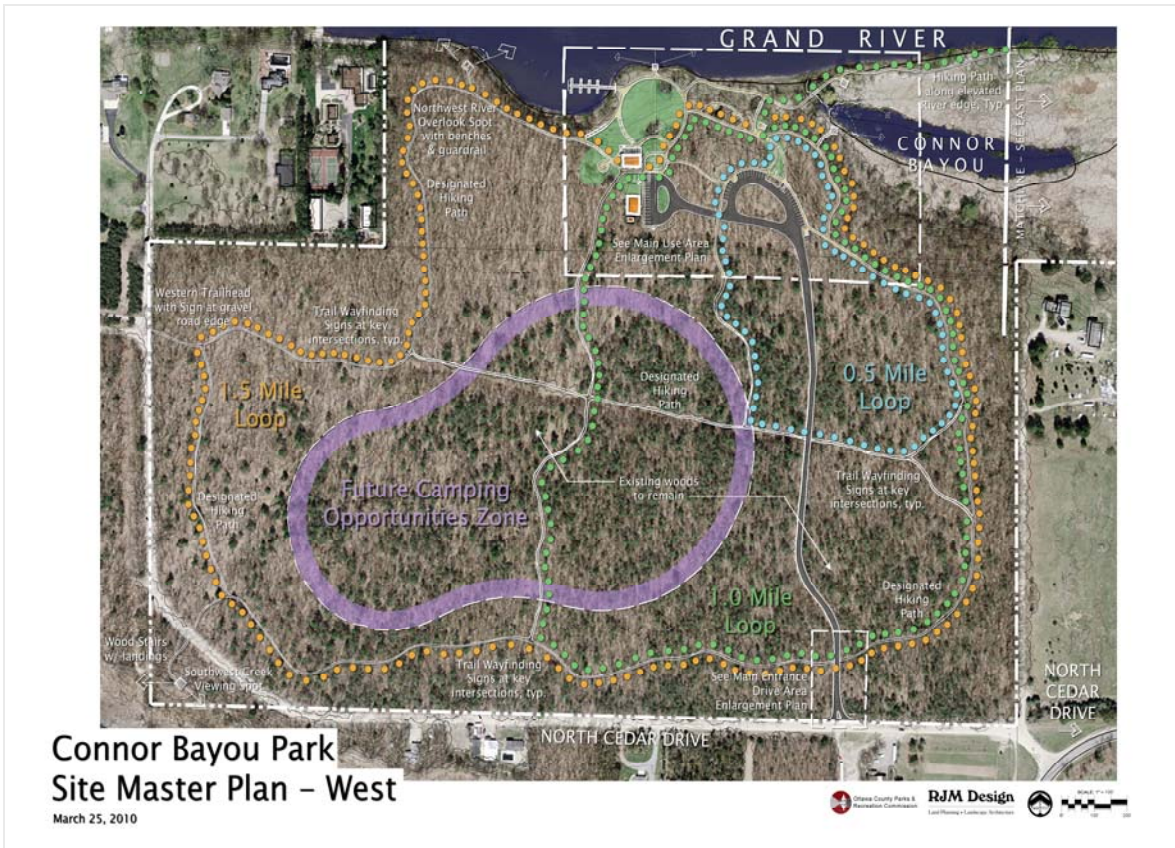 GRAND RIVER
Hiking Path
along elevated
River edge, Typ.
CONNOR
BAYOU
MATCHLINE - SEE EAST PLAN
Northwest River
Overlook Spot
with benches
& guardrail
Designated
Hiking
Path
See Main Use Area
Enlargement Plan
Western Trailhead
with Sign at gravel
road edge
Trail Wayfinding
Signs at key
intersections, typ.
1.5 Mile
Loop
Designated
Hiking
Path
0.5 Mile
Loop
Designated
Hiking
Path
Future Camping
Opportunities Zone
Existing woods
to remain
Trail Wayfinding
Signs at key
intersections, typ.
1.0 Mile
Loop
Designated
Hiking
Path
Wood Stairs
w/ landings
Southwest Creek
Viewing Spot
Trail Wayfinding
Signs at key
intersections, typ.
See Main Entrance
Drive Area
Enlargement Plan
NORTH
CEDAR
DRIVE
NORTH CEDAR DRIVE
Connor Bayou Park
Site Master Plan – West
March 25, 2010
Ottawa County Parks &
Recreation Commission
RJM Design
Land Planning • Landscape Architecture
SCALE: 1" = 100'
0 100 200